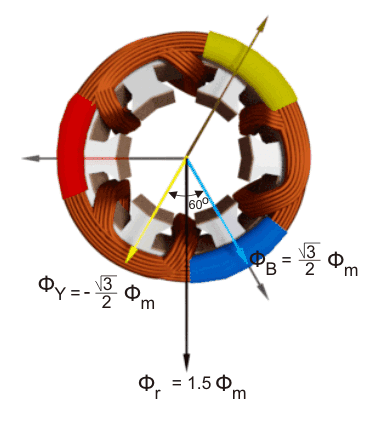 60°
Φ_B = √3/2 Φ_m
Φ_Y = - √3/2 Φ_m
Φ_r = 1.5 Φ_m